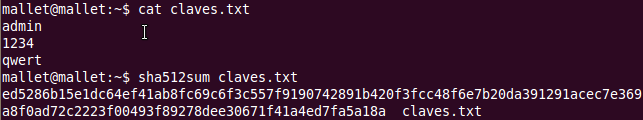 mallet@mallet:~$ cat claves.txt
admin
1234
qwert
mallet@mallet:~$ sha512sum claves.txt
ed5286b15e1dc64ef41ab8fc69c6f3c557f9190742891b420f3fcc48f6e7b20da391291acec7e369
a8f0ad72c2223f00493f89278dee30671f41a4ed7fa5a18a  claves.txt